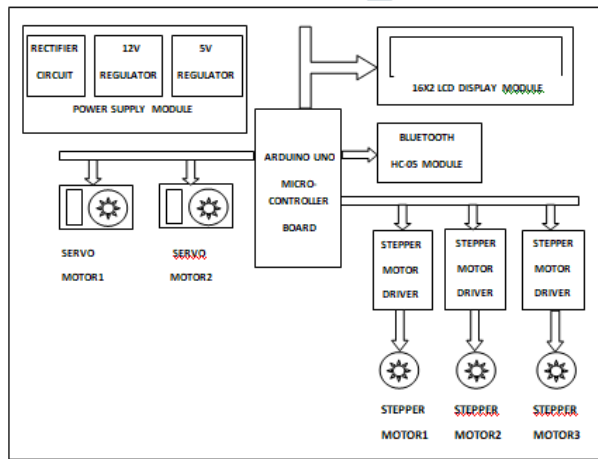 RECTIFIER
CIRCUIT
12V
REGULATOR
5V
REGULATOR
POWER SUPPLY MODULE
16X2 LCD DISPLAY MODULE
ARDUINO UNO
MICRO-
CONTROLLER
BOARD
BLUETOOTH
HC-05 MODULE
SERVO
MOTOR1
SERVO
MOTOR2
STEPPER
MOTOR
DRIVER
STEPPER
MOTOR
DRIVER
STEPPER
MOTOR
DRIVER
STEPPER
MOTOR1
STEPPER
MOTOR2
STEPPER
MOTOR3